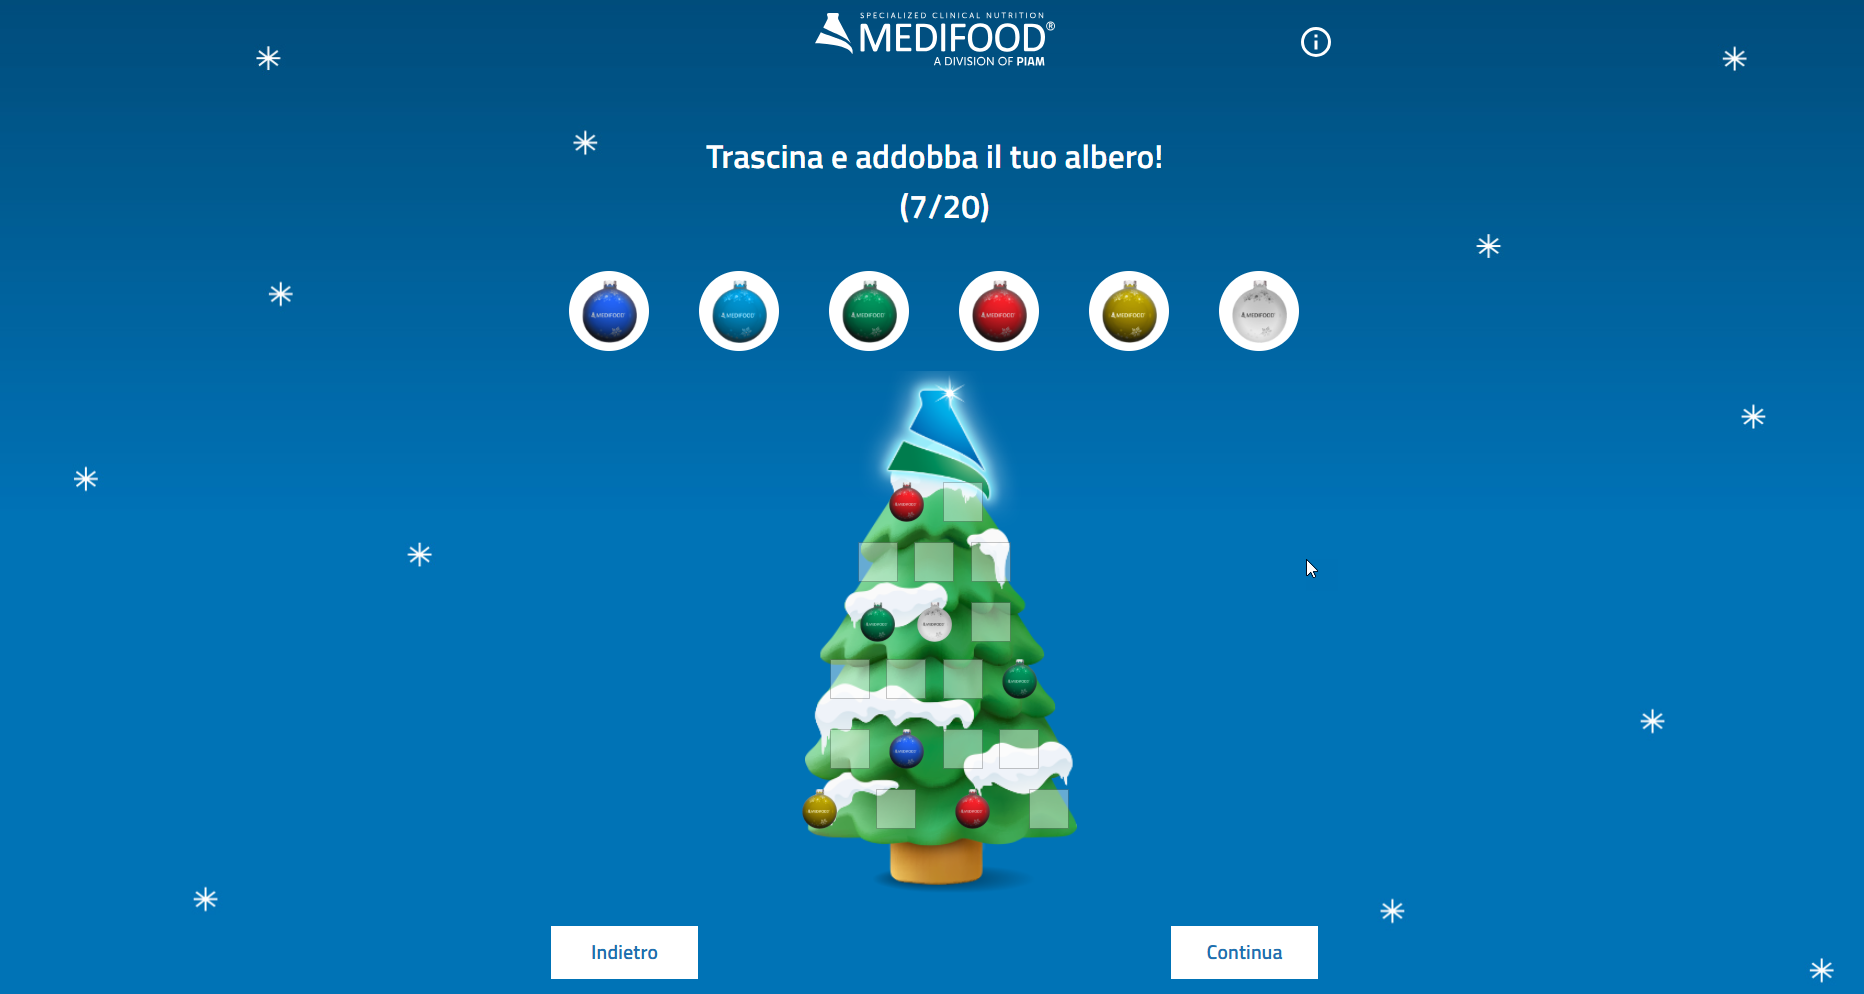 SPECIALIZED CLINICAL NUTRITION
MEDIFOOD®
A DIVISION OF PIAM
Trascina e addobba il tuo albero!
(7/20)
MEDIFOOD MEDIFOOD MEDIFOOD MEDIFOOD MEDIFOOD MEDIFOOD
Indietro Continua